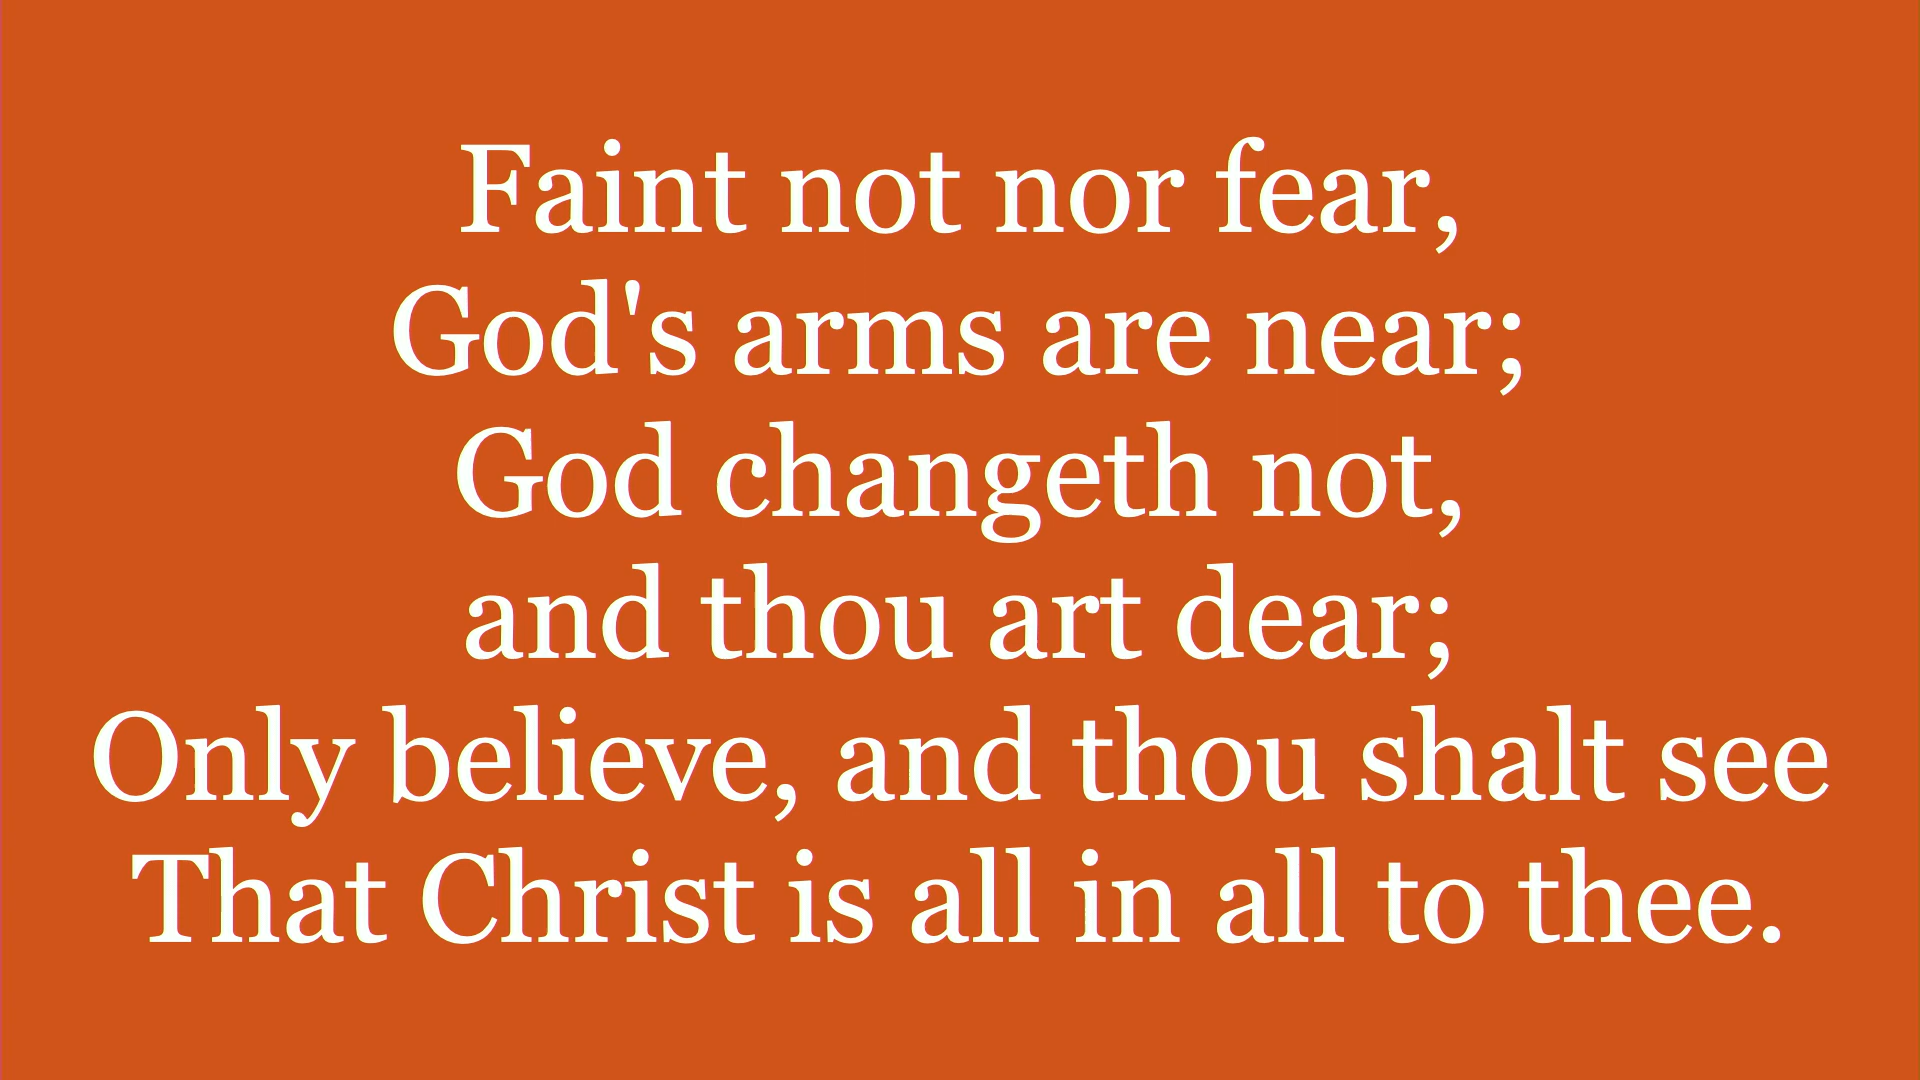 Faint not nor fear,
God's arms are near;
God changeth not,
and thou art dear;
Only believe, and thou shalt see
That Christ is all in all to thee.